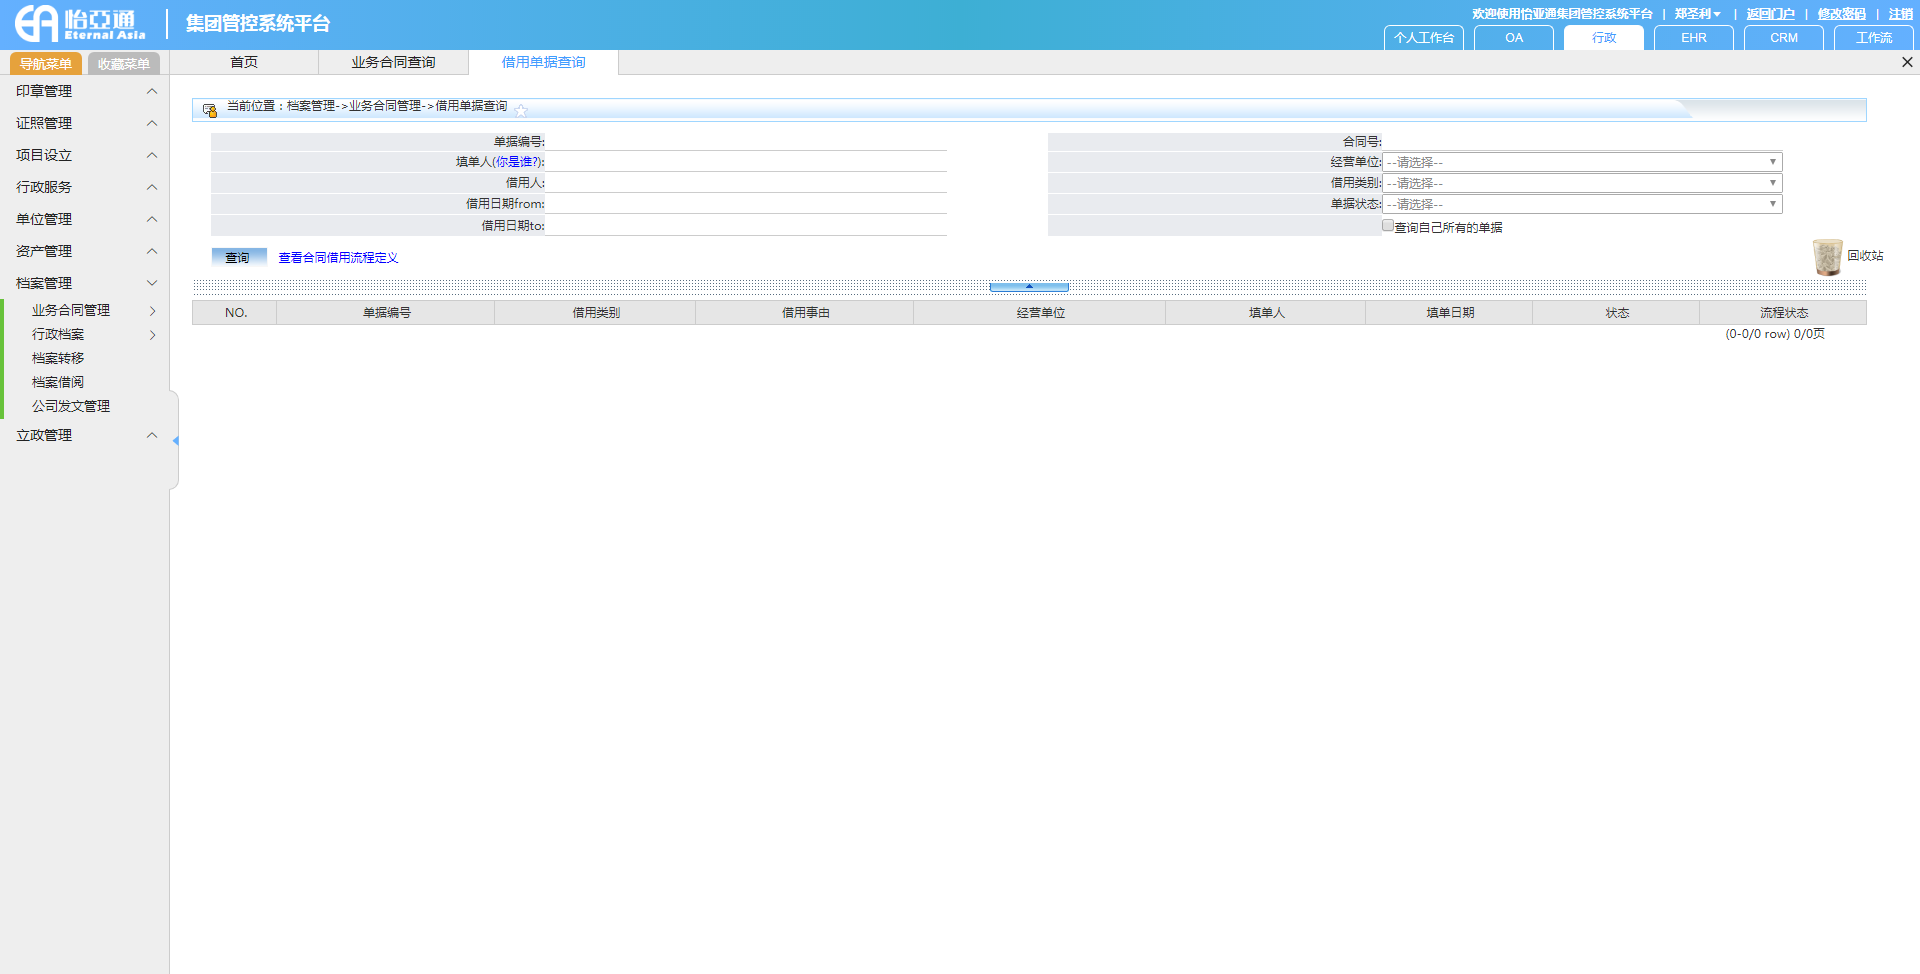 怡亞通
Eternal Asia
集团管控系统平台
欢迎使用怡亚通集团管控系统平台 | 郑圣利 | 返回门户 | 修改密码 | 注销
个人工作台 OA 行政 EHR CRM 工作流
导航菜单 收藏菜单 首页 业务合同查询 借用单据查询
印章管理
证照管理
项目设立
行政服务
单位管理
资产管理
档案管理
业务合同管理
行政档案
档案转移
档案借阅
公司发文管理
立政管理
当前位置：档案管理->业务合同管理->借用单据查询
单据编号: 合同号:
填单人(你是谁?): 经营单位: --请选择--
借用人: 借用类别: --请选择--
借用日期from: 单据状态: --请选择--
借用日期to: 查询自己所有的单据
查询 查看合同借用流程定义 回收站
NO. 单据编号 借用类别 借用事由 经营单位 填单人 填单日期 状态 流程状态
(0-0/0 row) 0/0页